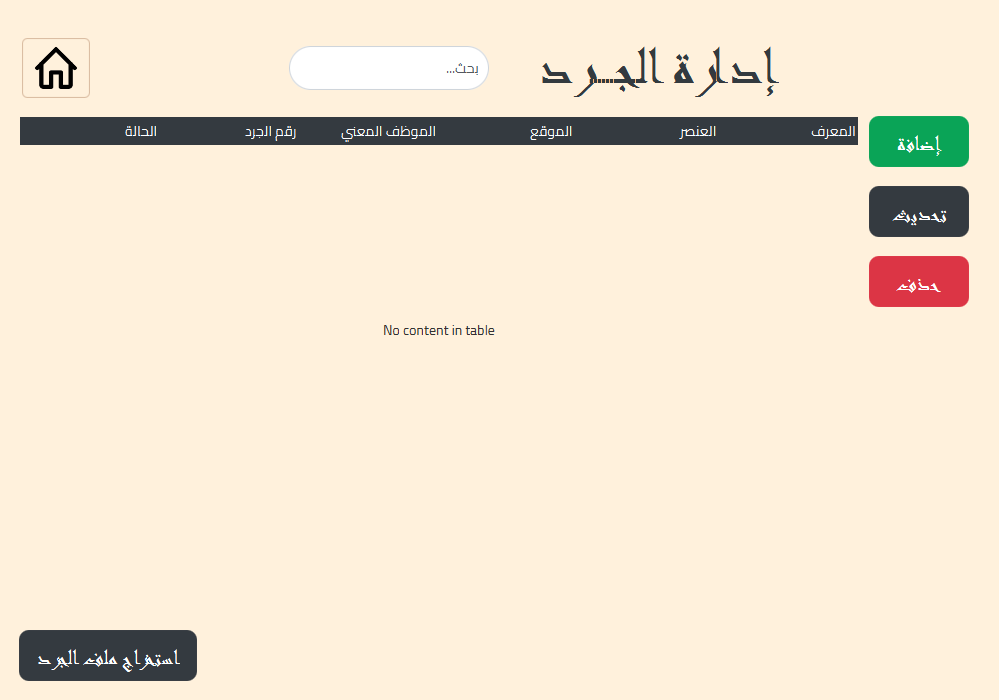 إدارة الجرد
بحث...
المعرف العنصر الموقع الموظف المعني رقم الجرد الحالة
إضافة
تحديث
حذف
No content in table
استخراج ملف الجرد